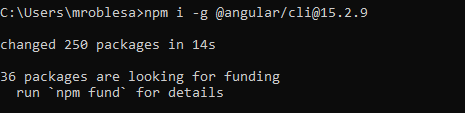 C:\Users\mroblesa>npm i -g @angular/cli@15.2.9
changed 250 packages in 14s
36 packages are looking for funding
run `npm fund` for details